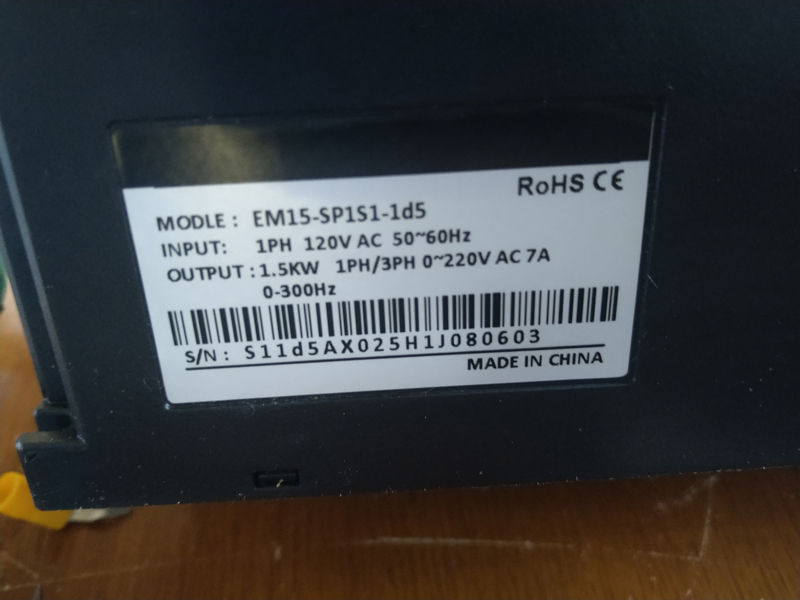 RoHS CE
MODLE : EM15-SP1S1-1d5
INPUT: 1PH 120V AC 50~60Hz
OUTPUT : 1.5KW 1PH/3PH 0~220V AC 7A
0-300Hz
S/N : S11d5AX025H1J080603
MADE IN CHINA